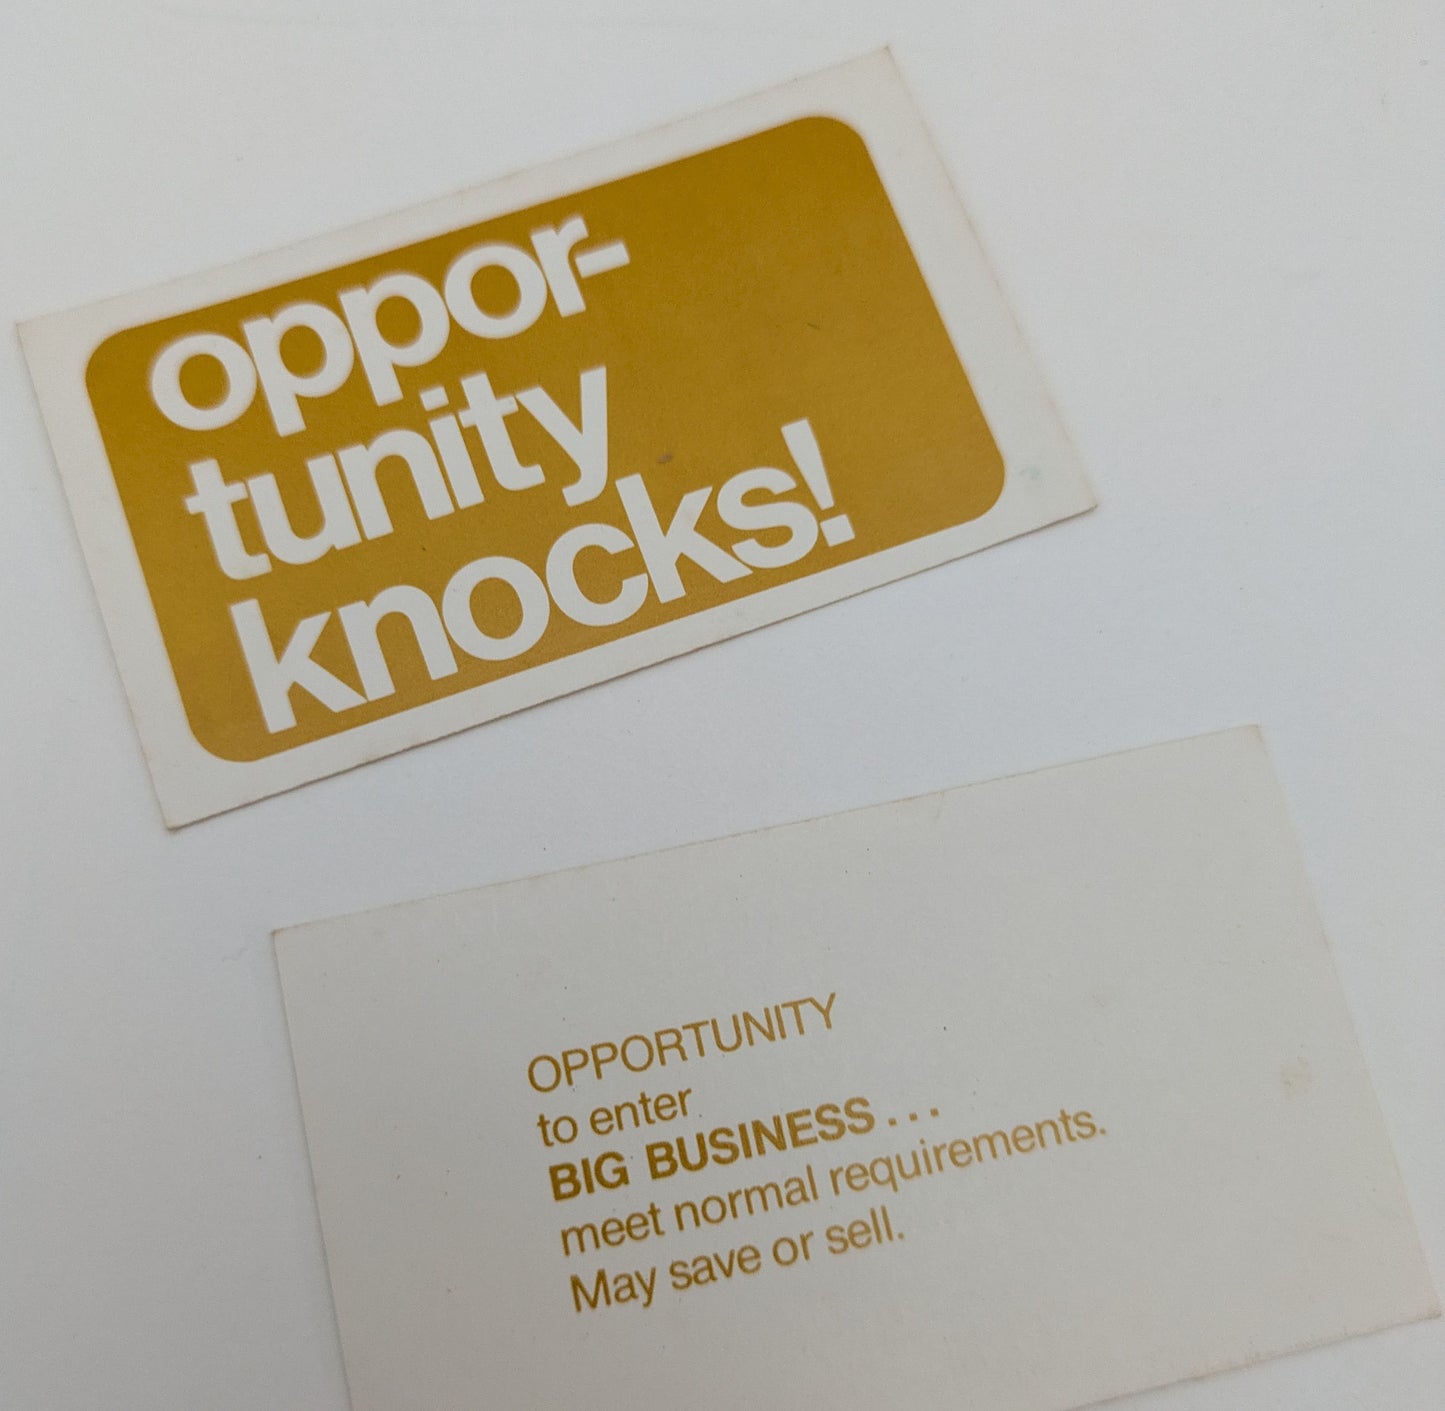 oppor-
tunity
knocks!
OPPORTUNITY
to enter
BIG BUSINESS...
meet normal requirements.
May save or sell.